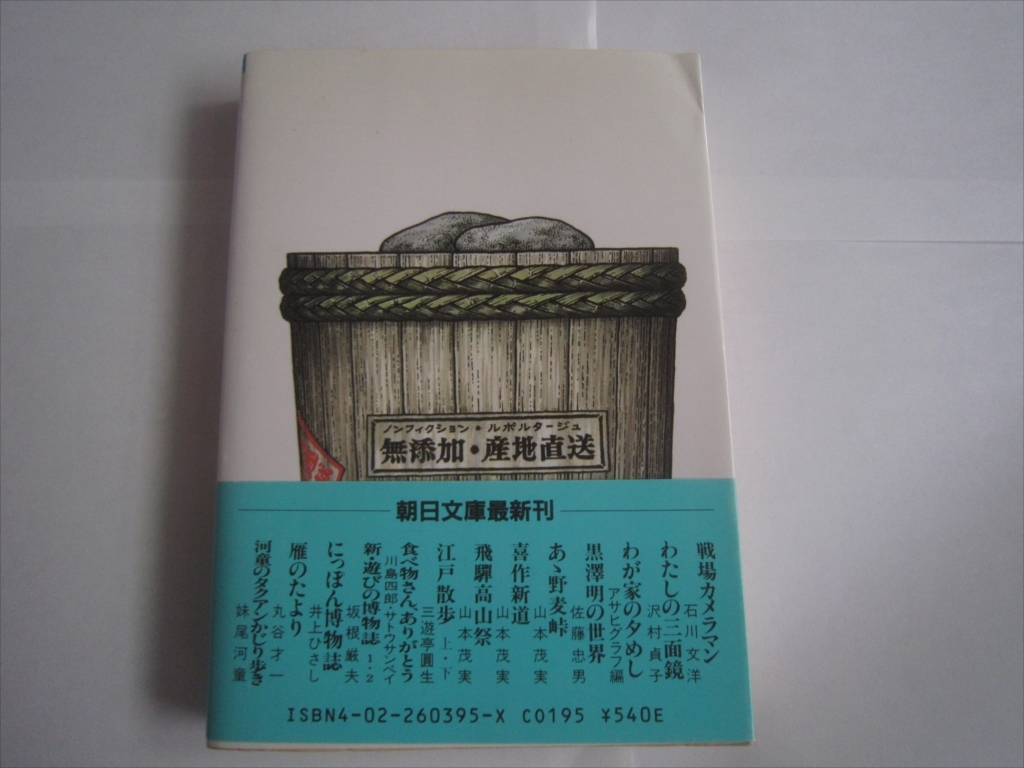 ノンフィクション・ルポルタージュ
無添加・産地直送
朝日文庫最新刊
戦場カメラマン 石川文洋
わたしの三面鏡 沢村貞子
わが家の夕めし アサヒグラフ編
黒澤明の世界 佐藤忠男
あゝ野麦峠 山本茂実
喜作新道 山本茂実
飛驒高山祭 山本茂実
江戸散歩 上・下 三遊亭圓生
食べ物さん、ありがとう 川島四郎・サトウサンペイ
新・遊びの博物誌 1・2 坂根厳夫
にっぽん博物誌 井上ひさし
雁のたより 丸谷才一
河童のタクアンかじり歩き 妹尾河童
ISBN4-02-260395-X C0195 ¥540E